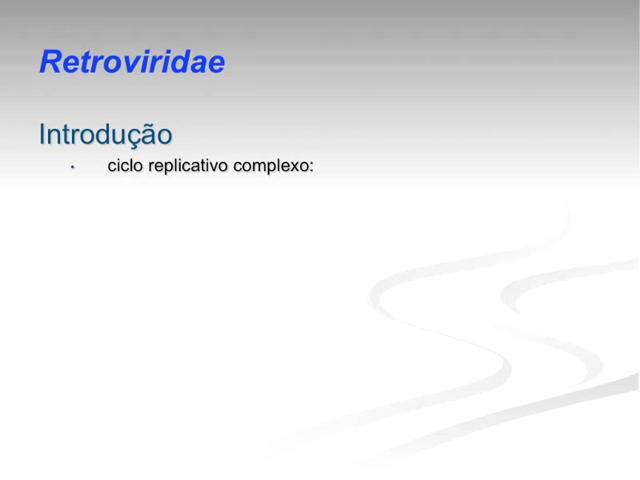 Retroviridae
Introdução
• ciclo replicativo complexo: